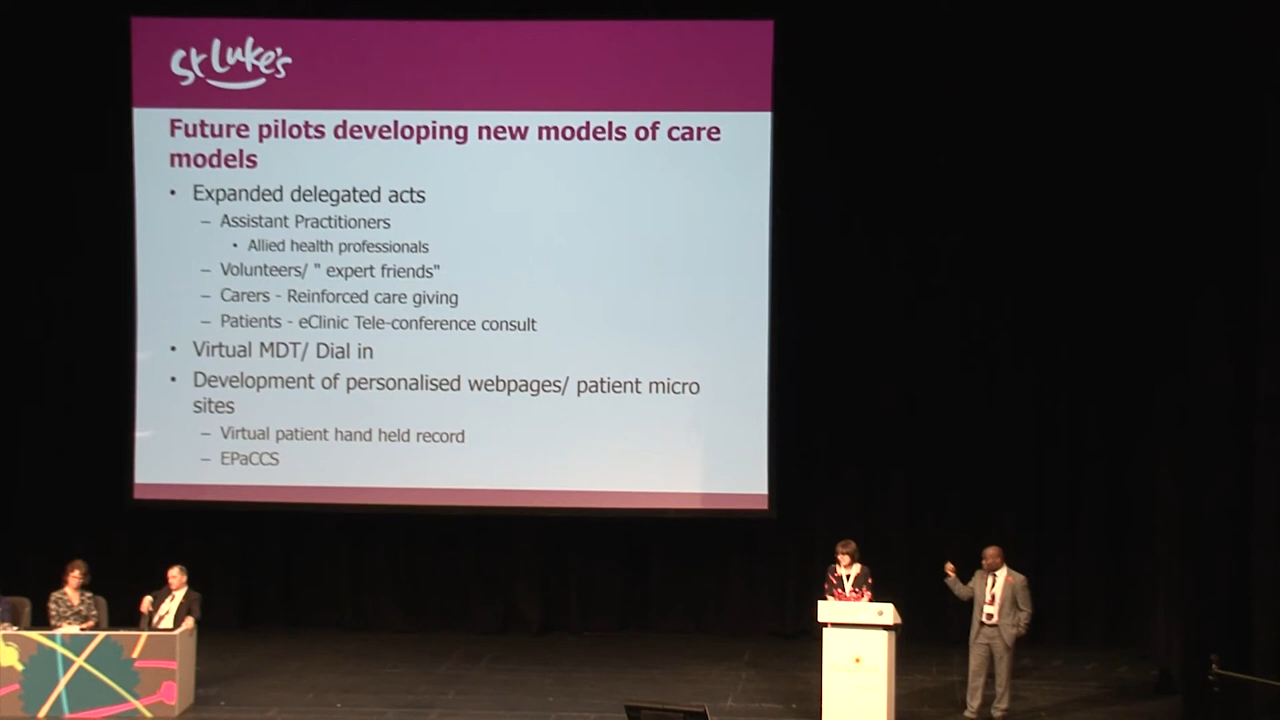 St Luke's
Future pilots developing new models of care
models
• Expanded delegated acts
– Assistant Practitioners
• Allied health professionals
– Volunteers/ " expert friends"
– Carers - Reinforced care giving
– Patients - eClinic Tele-conference consult
• Virtual MDT/ Dial in
• Development of personalised webpages/ patient micro
sites
– Virtual patient hand held record
– EPaCCS